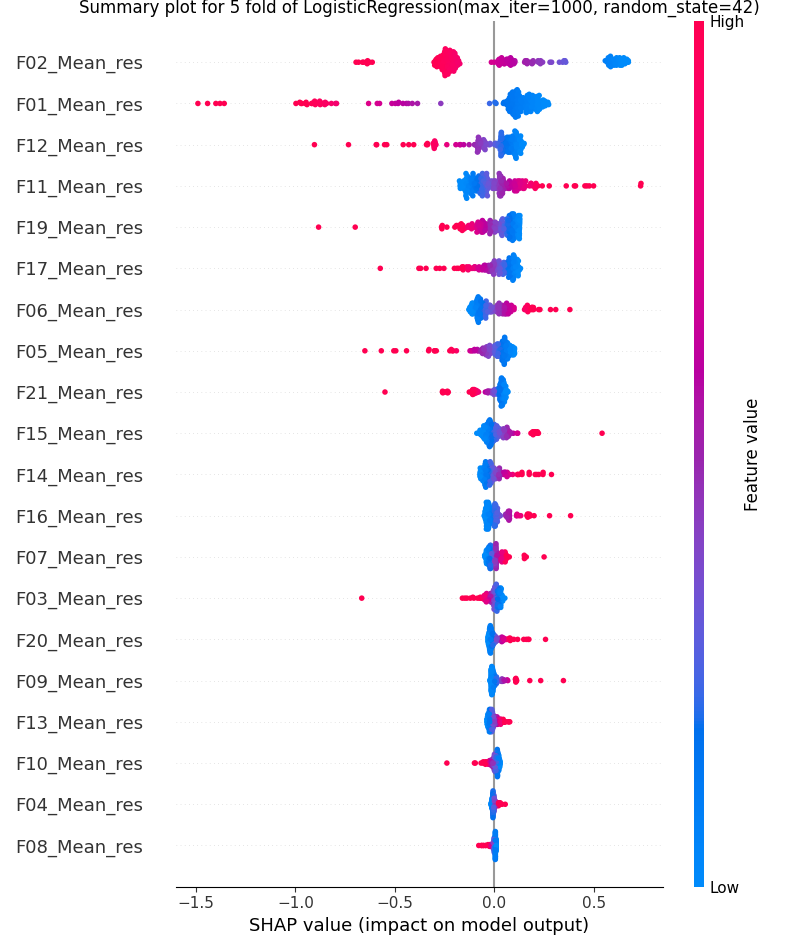 Summary plot for 5 fold of LogisticRegression(max_iter=1000, random_state=42)
High
F02_Mean_res
F01_Mean_res
F12_Mean_res
F11_Mean_res
F19_Mean_res
F17_Mean_res
F06_Mean_res
F05_Mean_res
F21_Mean_res
F15_Mean_res
F14_Mean_res
F16_Mean_res
F07_Mean_res
F03_Mean_res
F20_Mean_res
F09_Mean_res
F13_Mean_res
F10_Mean_res
F04_Mean_res
F08_Mean_res
Feature value
Low
−1.5 −1.0 −0.5 0.0 0.5
SHAP value (impact on model output)